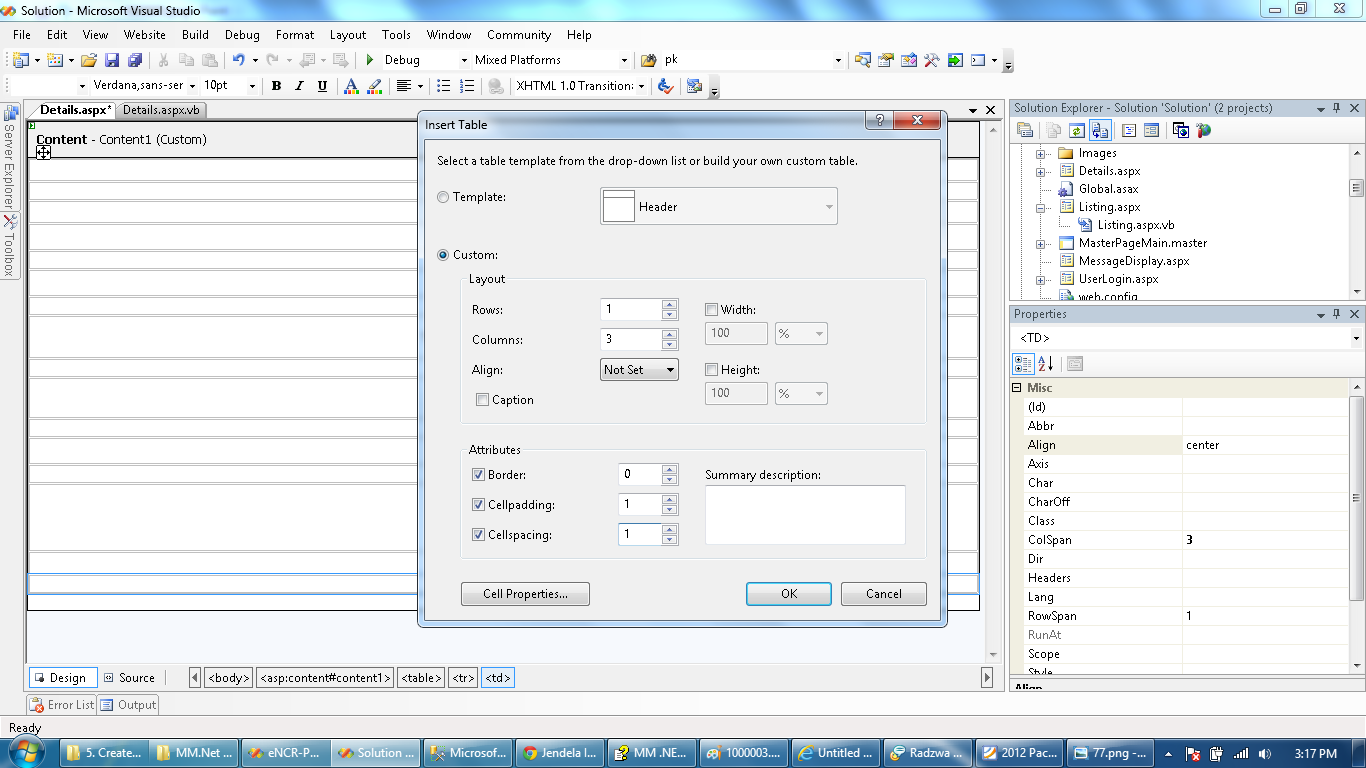 Solution - Microsoft Visual Studio
File Edit View Website Build Debug Format Layout Tools Window Community Help
Debug Mixed Platforms pk
Verdana,sans-ser 10pt B I U A XHTML 1.0 Transition:
Server Explorer
Toolbox
Details.aspx* Details.aspx.vb
Content - Content1 (Custom)
Insert Table
?
Select a table template from the drop-down list or build your own custom table.
Template: Header
Custom:
Layout
Rows: 1
Width:
100 %
Columns: 3
Align: Not Set
Height:
100 %
Caption
Attributes
Border: 0
Cellpadding: 1
Cellspacing: 1
Summary description:
Cell Properties...
OK
Cancel
Solution Explorer - Solution 'Solution' (2 projects)
Images
Details.aspx
Global.asax
Listing.aspx
Listing.aspx.vb
MasterPageMain.master
MessageDisplay.aspx
UserLogin.aspx
web.config
Properties
<TD>
Misc
(Id)
Abbr
Align center
Axis
Char
CharOff
Class
ColSpan 3
Dir
Headers
Lang
RowSpan 1
RunAt
Scope
Style
Align
Design Source <body> <asp:content#content1> <table> <tr> <td>
Error List Output
Ready
5. Create... MM.Net ... eNCR-P... Solution ... Microsof... Jendela I... MM .NE... 1000003.... Untitled ... Radzwa ... 2012 Pac... 77.png -... 3:17 PM